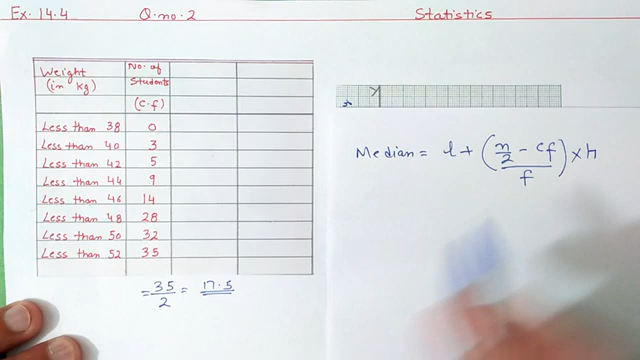 Ex. 14.4 Q.no.2 Statistics
Weight (in kg) No. of Students (C.f)
Less than 38 0
Less than 40 3
Less than 42 5
Less than 44 9
Less than 46 14
Less than 48 28
Less than 50 32
Less than 52 35
= 35/2 = 17.5
Y
Median = l + (n/2 - cf / f) × h